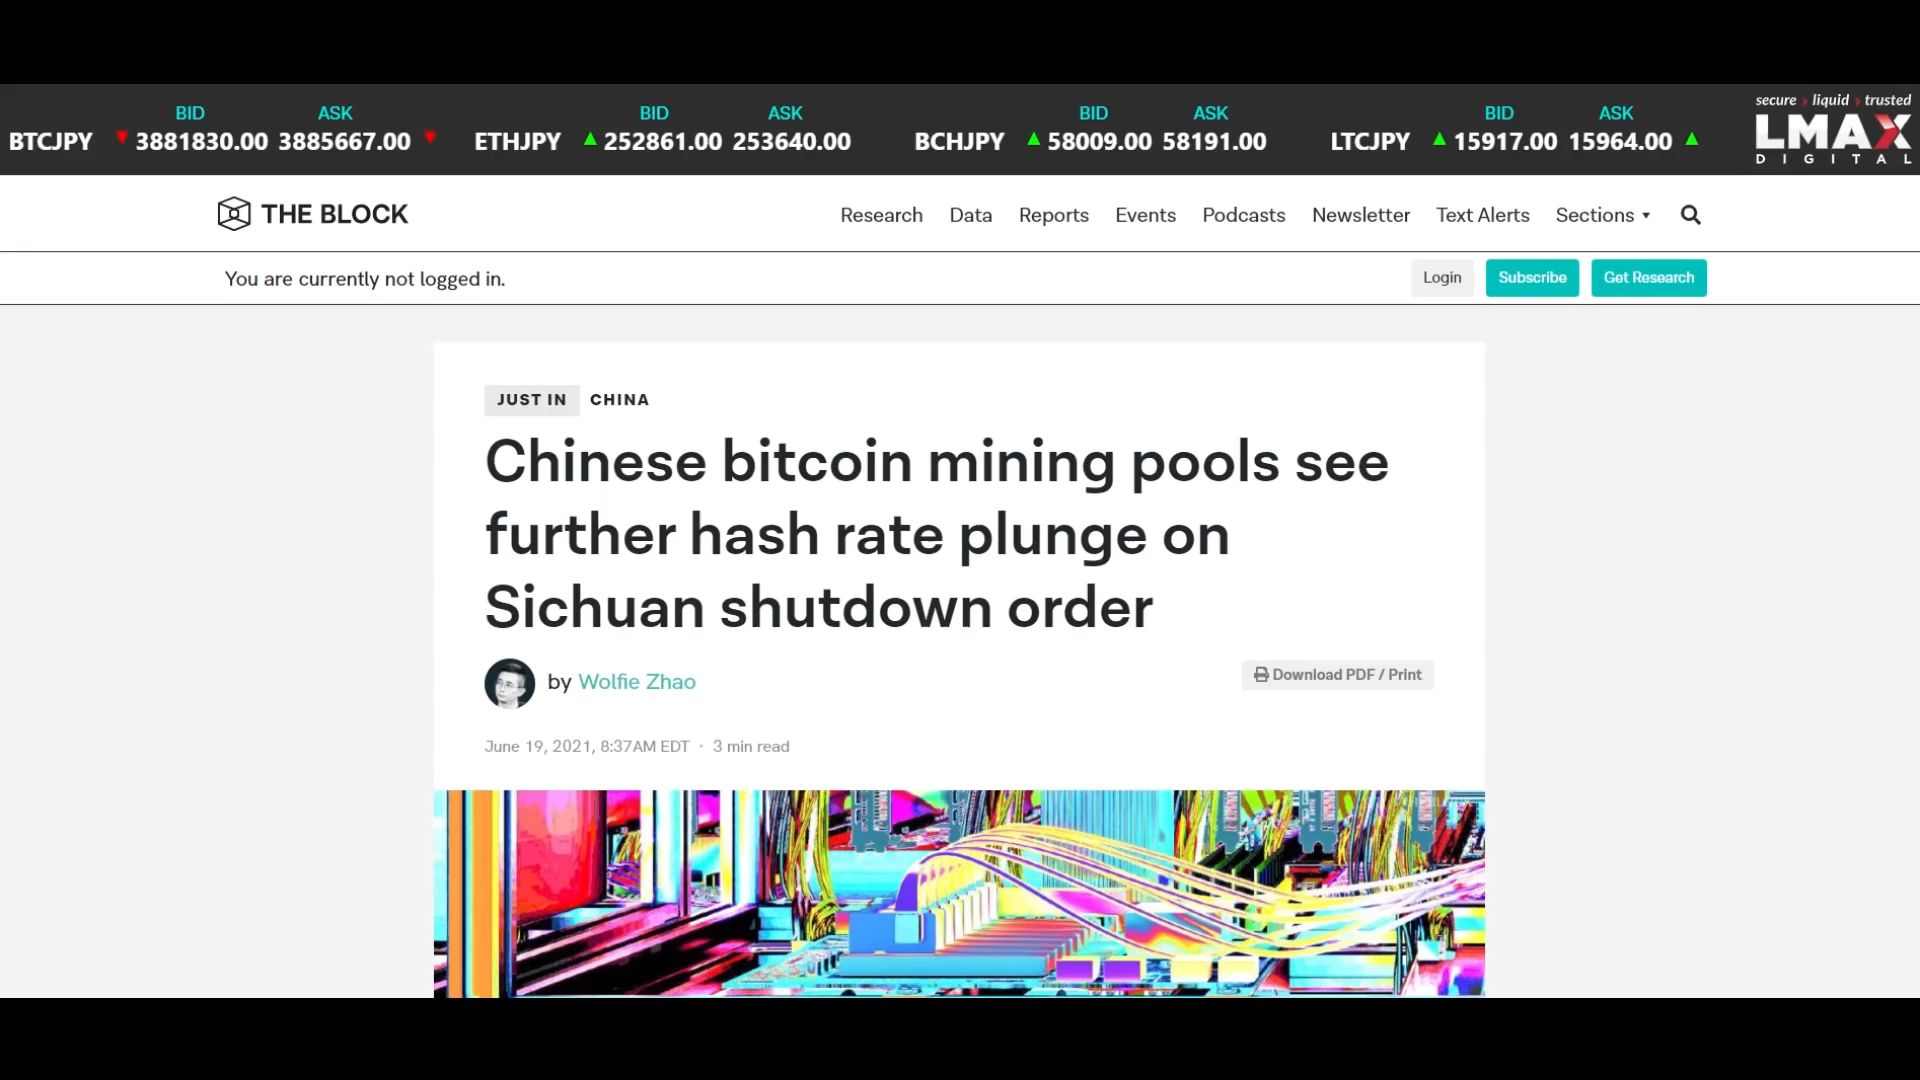 BID ASK BID ASK BID ASK BID ASK secure › liquid › trusted
BTCJPY 3881830.00 3885667.00 ETHJPY 252861.00 253640.00 BCHJPY 58009.00 58191.00 LTCJPY 15917.00 15964.00 LMAX
DIGITAL
THE BLOCK Research Data Reports Events Podcasts Newsletter Text Alerts Sections
You are currently not logged in. Login Subscribe Get Research
JUST IN CHINA
Chinese bitcoin mining pools see
further hash rate plunge on
Sichuan shutdown order
by Wolfie Zhao Download PDF / Print
June 19, 2021, 8:37AM EDT · 3 min read